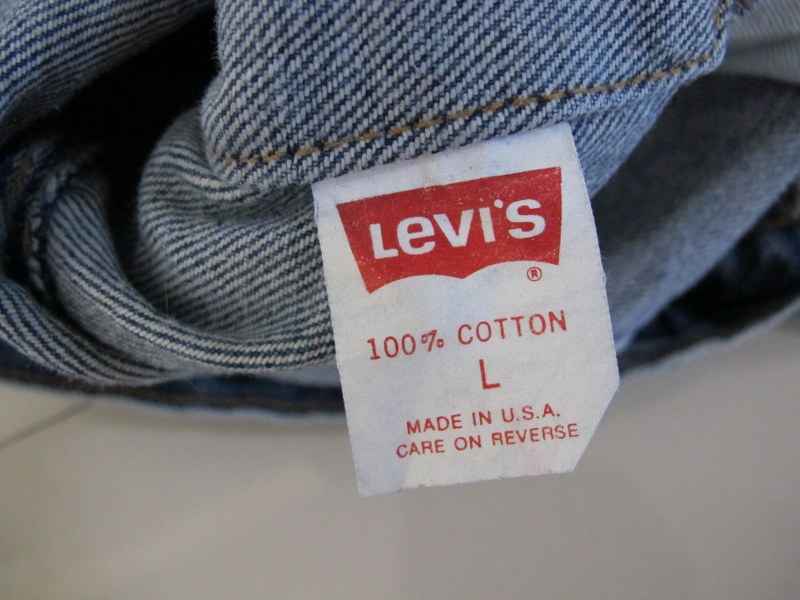 Levi's
®
100% COTTON
L
MADE IN U.S.A.
CARE ON REVERSE